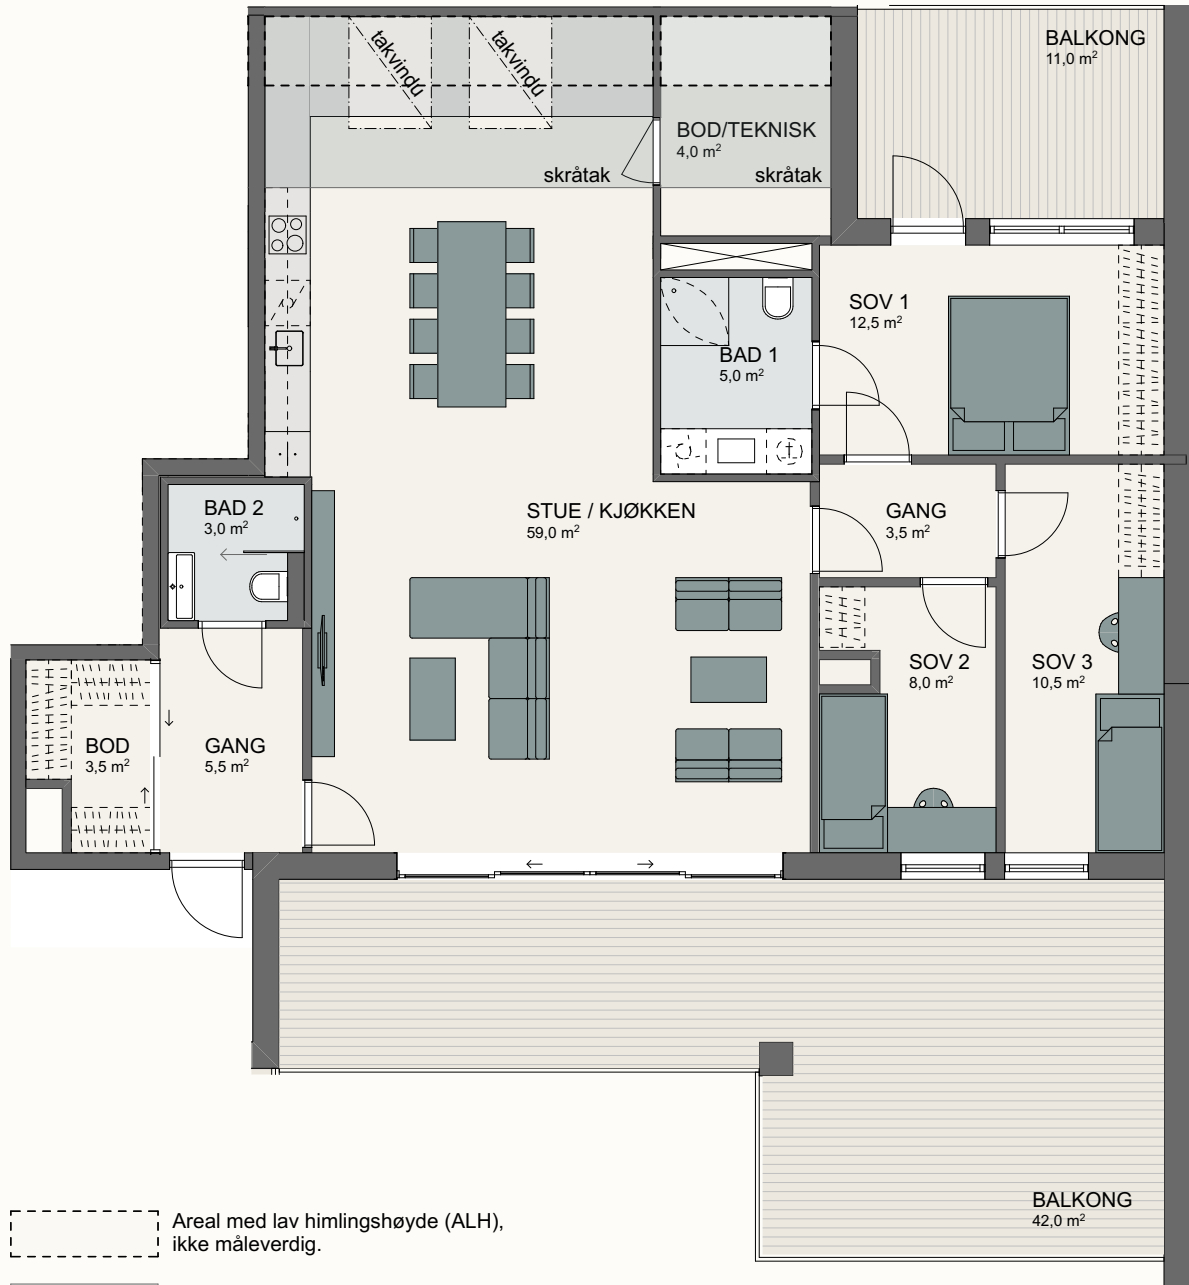 takvindu
takvindu
BALKONG
11,0 m²
BOD/TEKNISK
4,0 m²
skråtak
skråtak
SOV 1
12,5 m²
BAD 1
5,0 m²
BAD 2
3,0 m²
STUE / KJØKKEN
59,0 m²
GANG
3,5 m²
SOV 2
8,0 m²
SOV 3
10,5 m²
BOD
3,5 m²
GANG
5,5 m²
BALKONG
42,0 m²
Areal med lav himlingshøyde (ALH),
ikke måleverdig.